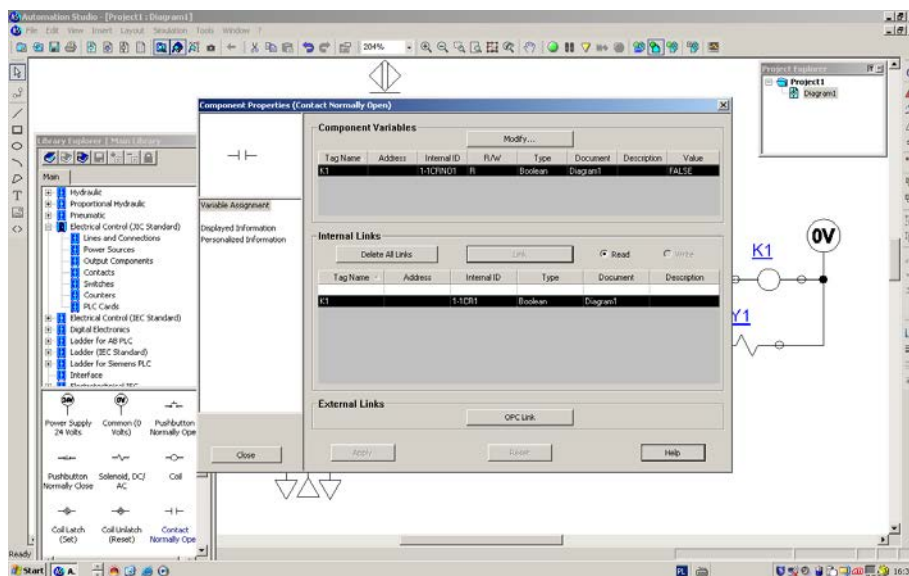 Automation Studio - [Project1 : Diagram1]
File Edit View Insert Layout Simulation Tools Window ?
204%
Project Explorer
Project1
Diagram1
Component Properties (Contact Normally Open)
Component Variables
Modify...
Tag Name Address Internal ID R/W Type Document Description Value
K1 1-1CRNO1 R Boolean Diagram1 FALSE
Variable Assignment
Displayed Information
Personalized Information
Internal Links
Delete All Links Link Read Write
Tag Name Address Internal ID Type Document Description
K1 1-1CR1 Boolean Diagram1
External Links
OPC Link
Close Apply Reset Help
Library Explorer [ Main Library
Main
Hydraulic
Proportional Hydraulic
Pneumatic
Electrical Control (JIC Standard)
Lines and Connections
Power Sources
Output Components
Contacts
Switches
Counters
PLC Cards
Electrical Control (IEC Standard)
Digital Electronics
Ladder for AB PLC
Ladder (IEC Standard)
Ladder for Siemens PLC
Interface
24V 0V
Power Supply 24 Volts
Common (0 Volts)
Pushbutton Normally Ope
Pushbutton Normally Close
Solenoid, DC/ AC
Coil
Coil Latch (Set)
Coil Unlatch (Reset)
Contact Normally Ope
K1
0V
Y1
Ready
Start A. PL 16:3